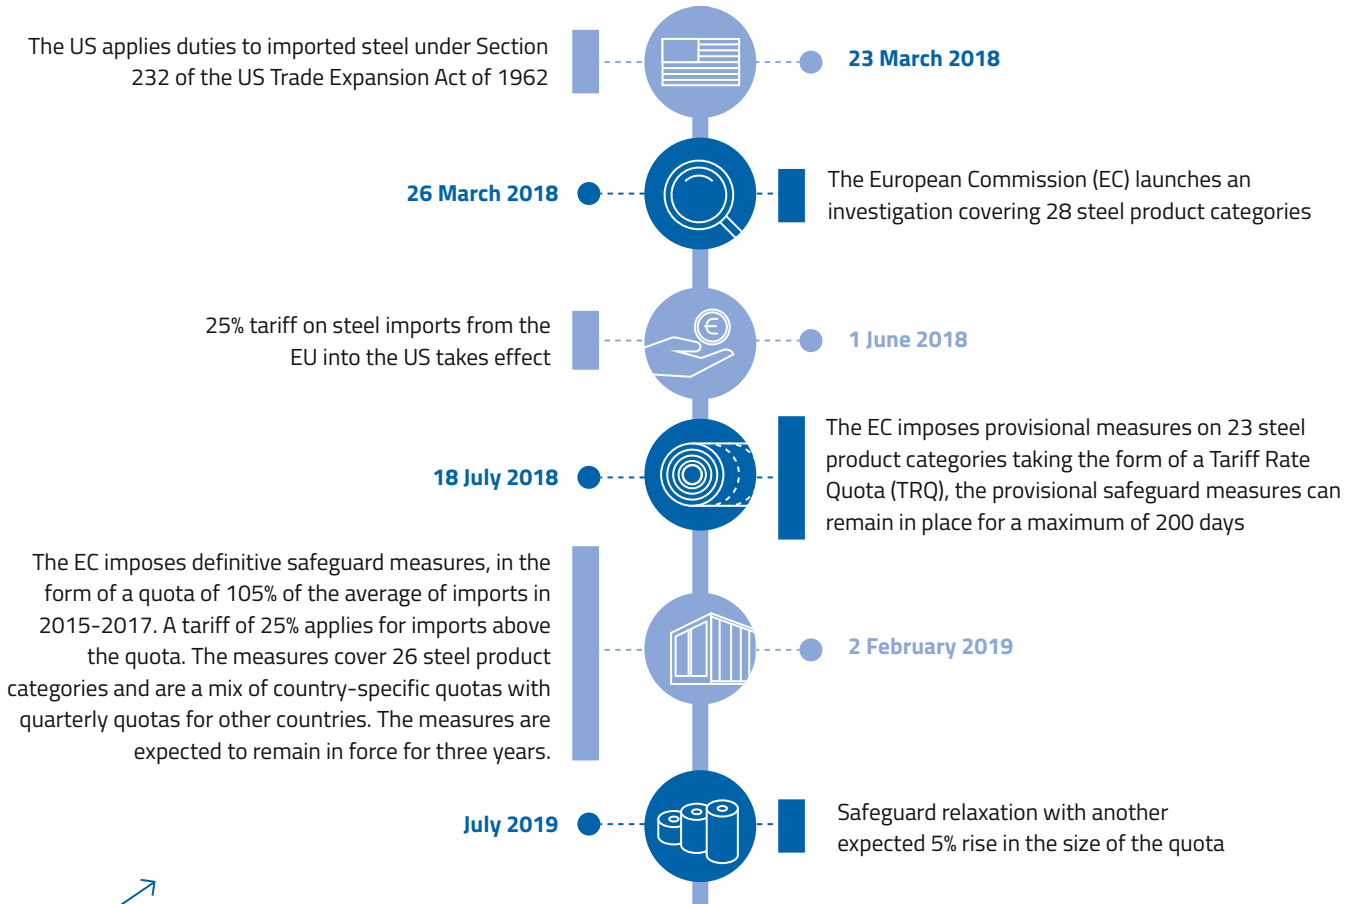 The US applies duties to imported steel under Section
232 of the US Trade Expansion Act of 1962
23 March 2018
26 March 2018
The European Commission (EC) launches an
investigation covering 28 steel product categories
25% tariff on steel imports from the
EU into the US takes effect
1 June 2018
18 July 2018
The EC imposes provisional measures on 23 steel
product categories taking the form of a Tariff Rate
Quota (TRQ), the provisional safeguard measures can
remain in place for a maximum of 200 days
The EC imposes definitive safeguard measures, in the
form of a quota of 105% of the average of imports in
2015-2017. A tariff of 25% applies for imports above
the quota. The measures cover 26 steel product
categories and are a mix of country-specific quotas with
quarterly quotas for other countries. The measures are
expected to remain in force for three years.
2 February 2019
July 2019
Safeguard relaxation with another
expected 5% rise in the size of the quota